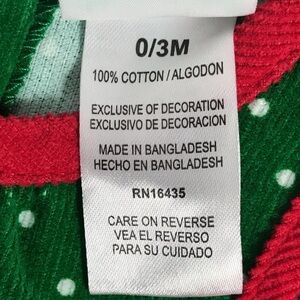 0/3M
100% COTTON / ALGODON
EXCLUSIVE OF DECORATION
EXCLUSIVO DE DECORACION
MADE IN BANGLADESH
HECHO EN BANGLADESH
RN16435
CARE ON REVERSE
VEA EL REVERSO
PARA SU CUIDADO